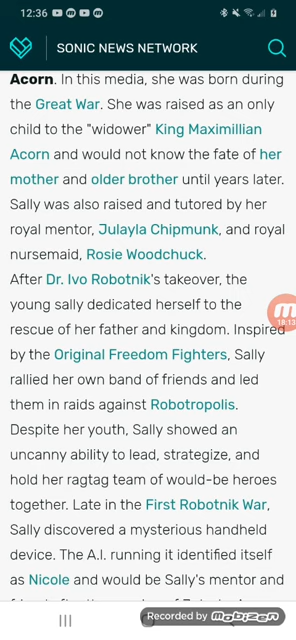 12:36
SONIC NEWS NETWORK
Acorn. In this media, she was born during
the Great War. She was raised as an only
child to the "widower" King Maximillian
Acorn and would not know the fate of her
mother and older brother until years later.
Sally was also raised and tutored by her
royal mentor, Julayla Chipmunk, and royal
nursemaid, Rosie Woodchuck.
After Dr. Ivo Robotnik's takeover, the
young sally dedicated herself to the
rescue of her father and kingdom. Inspired
18:13
by the Original Freedom Fighters, Sally
rallied her own band of friends and led
them in raids against Robotropolis.
Despite her youth, Sally showed an
uncanny ability to lead, strategize, and
hold her ragtag team of would-be heroes
together. Late in the First Robotnik War,
Sally discovered a mysterious handheld
device. The A.I. running it identified itself
as Nicole and would be Sally's mentor and
Recorded by MOBIZEN